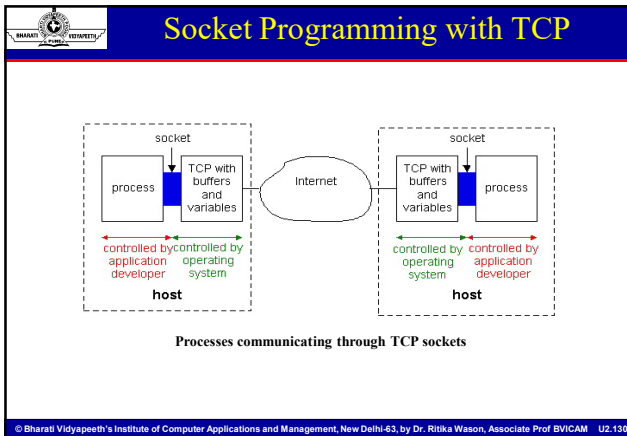 BHARATI VIDYAPEETH
PUNE
Socket Programming with TCP
socket
process
TCP with
buffers
and
variables
controlled by
application
developer
controlled by
operating
system
host
Internet
socket
TCP with
buffers
and
variables
process
controlled by
operating
system
controlled by
application
developer
host
Processes communicating through TCP sockets
© Bharati Vidyapeeth's Institute of Computer Applications and Management, New Delhi-63, by Dr. Ritika Wason, Associate Prof BVICAM U2.130